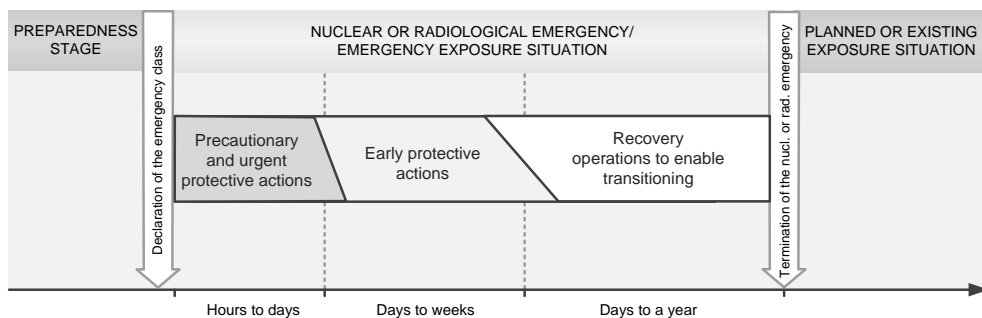 PREPAREDNESS
STAGE
NUCLEAR OR RADIOLOGICAL EMERGENCY/
EMERGENCY EXPOSURE SITUATION
PLANNED OR EXISTING
EXPOSURE SITUATION
Declaration of the emergency class
Precautionary
and urgent
protective actions
Early protective
actions
Recovery
operations to enable
transitioning
Termination of the nucl. or rad. emergency
Hours to days
Days to weeks
Days to a year